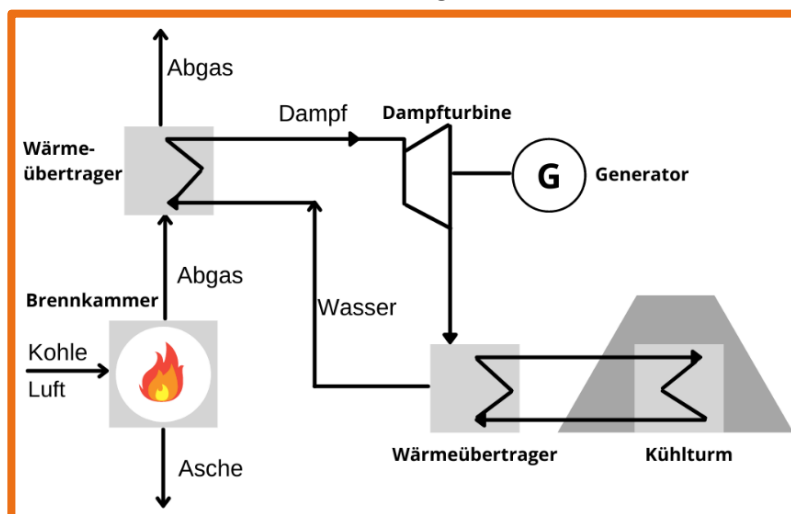 Abgas
Dampf
Dampfturbine
Wärme-
übertrager
G
Generator
Abgas
Brennkammer
Wasser
Kohle
Luft
Asche
Wärmeübertrager
Kühlturm